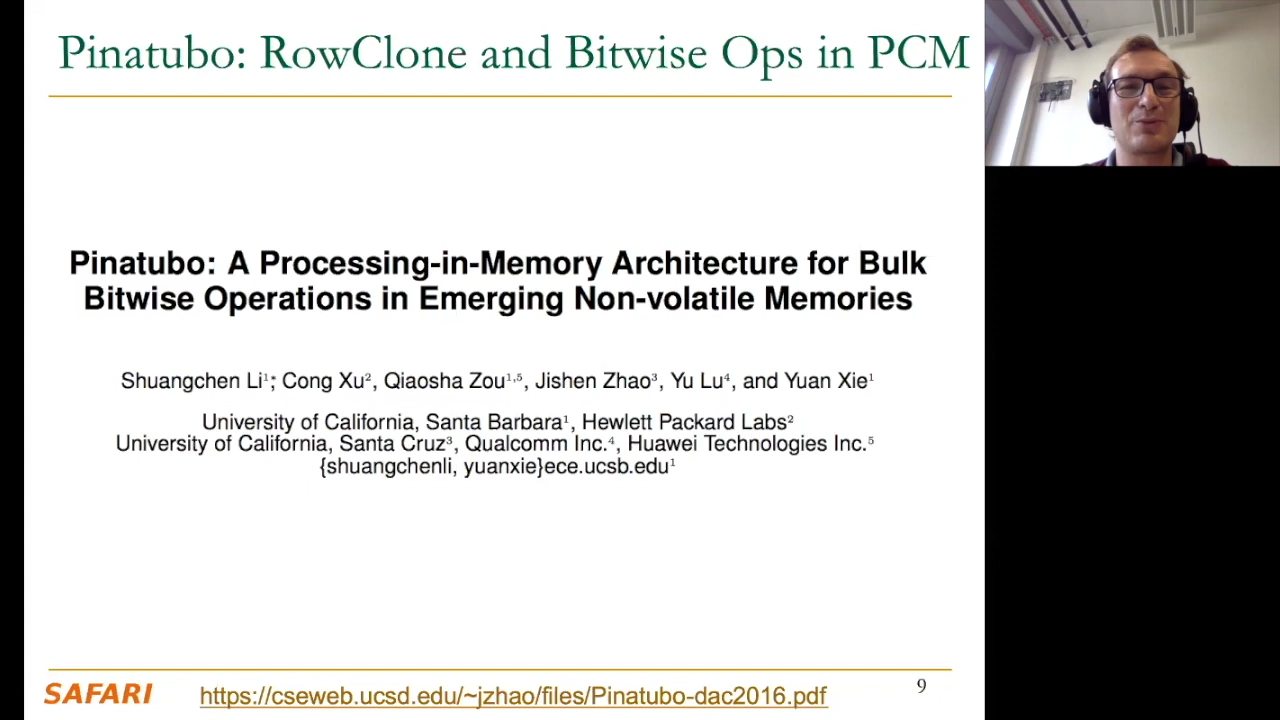 Pinatubo: RowClone and Bitwise Ops in PCM
Pinatubo: A Processing-in-Memory Architecture for Bulk
Bitwise Operations in Emerging Non-volatile Memories
Shuangchen Li¹*; Cong Xu², Qiaosha Zou¹,⁵, Jishen Zhao³, Yu Lu⁴, and Yuan Xie¹
University of California, Santa Barbara¹, Hewlett Packard Labs²
University of California, Santa Cruz³, Qualcomm Inc.⁴, Huawei Technologies Inc.⁵
{shuangchenli, yuanxie}ece.ucsb.edu¹
SAFARI
https://cseweb.ucsd.edu/~jzhao/files/Pinatubo-dac2016.pdf
9